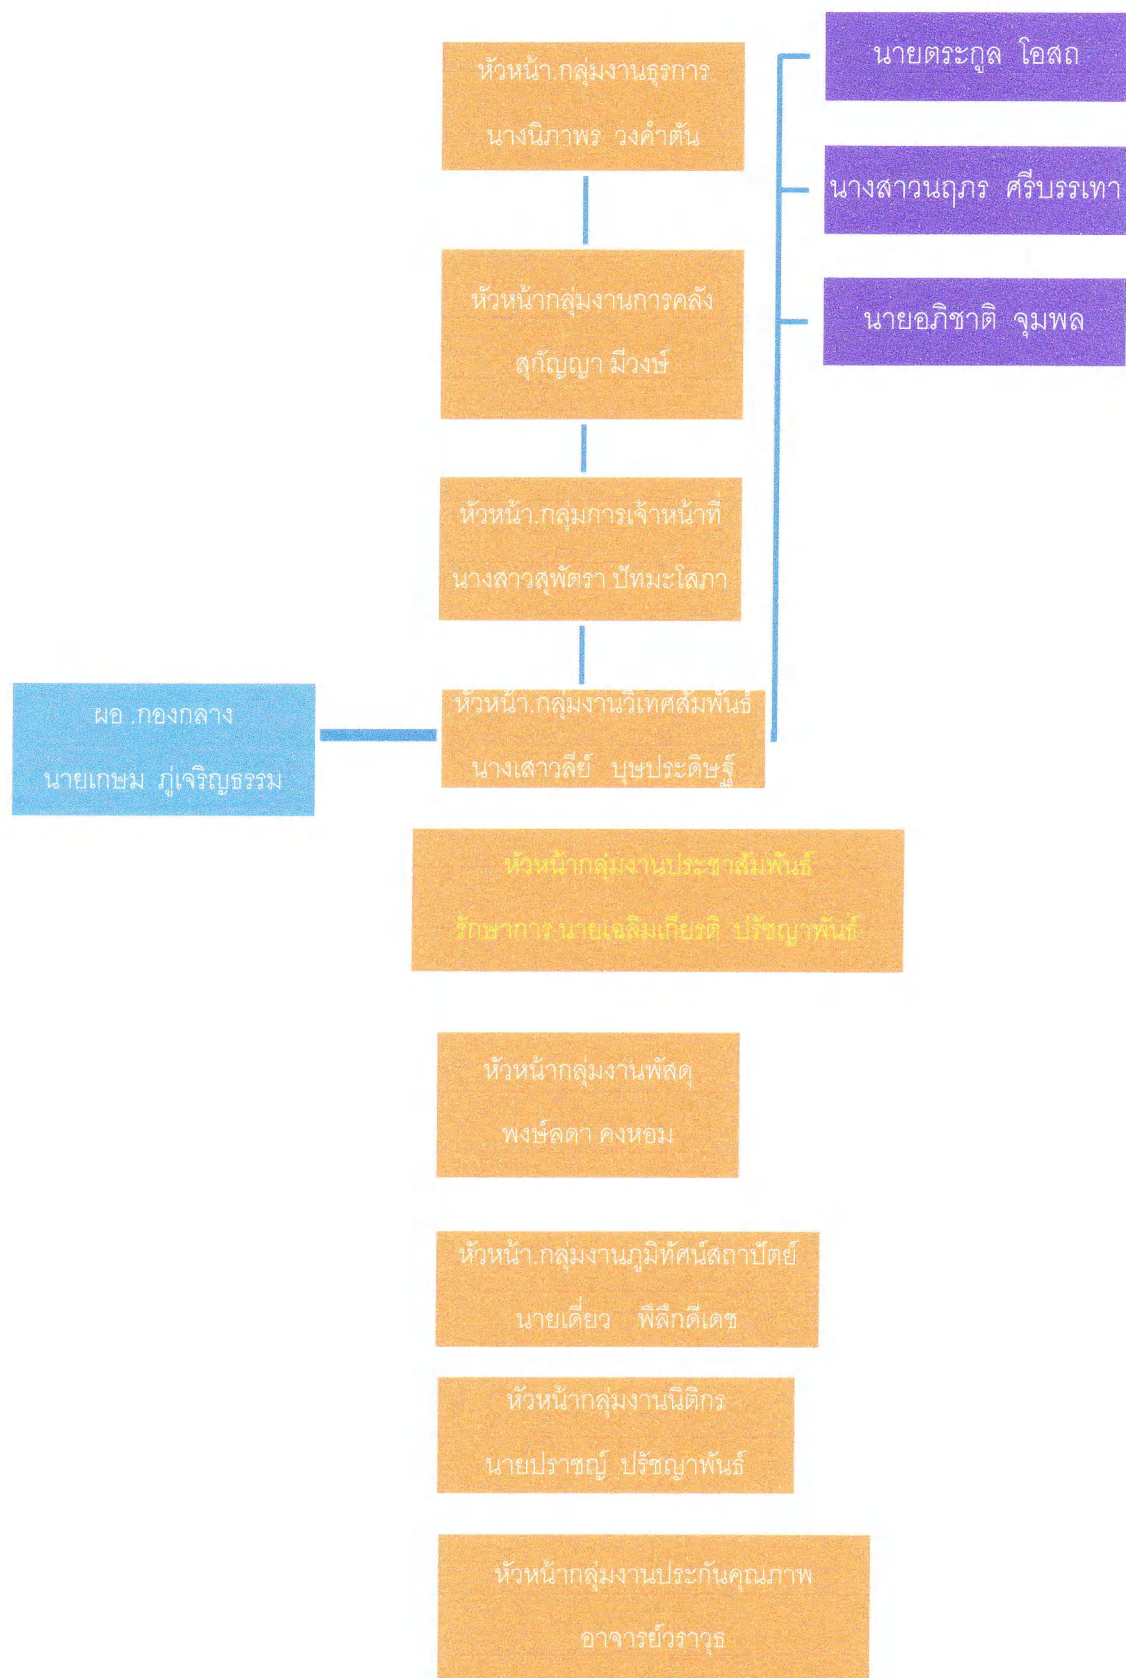 หัวหน้า.กลุ่มงานธุรการ
นางนิภาพร วงคำตัน
หัวหน้ากลุ่มงานการคลัง
สุกัญญา มีวงษ์
หัวหน้า.กลุ่มการเจ้าหน้าที่
นางสาวสุพัตรา ปัทมะโสภา
หัวหน้า.กลุ่มงานวิเทศสัมพันธ์
นางเสาวลีย์ บุษประดิษฐ์
นายตระกูล โอสถ
นางสาวนฤภร ศรีบรรเทา
นายอภิชาติ จุมพล
ผอ .กองกลาง
นายเกษม ภู่เจริญธรรม
หัวหน้ากลุ่มงานประชาสัมพันธ์
รักษาการ นายเฉลิมเกียรติ ปรัชญาพันธ์
หัวหน้ากลุ่มงานพัสดุ
พงษ์ลดา คงหอม
หัวหน้า.กลุ่มงานภูมิทัศน์สถาปัตย์
นายเดี่ยว พิลึกดีเดช
หัวหน้ากลุ่มงานนิติกร
นายปราชญ์ ปรัชญาพันธ์
หัวหน้ากลุ่มงานประกันคุณภาพ
อาจารย์วราวุธ